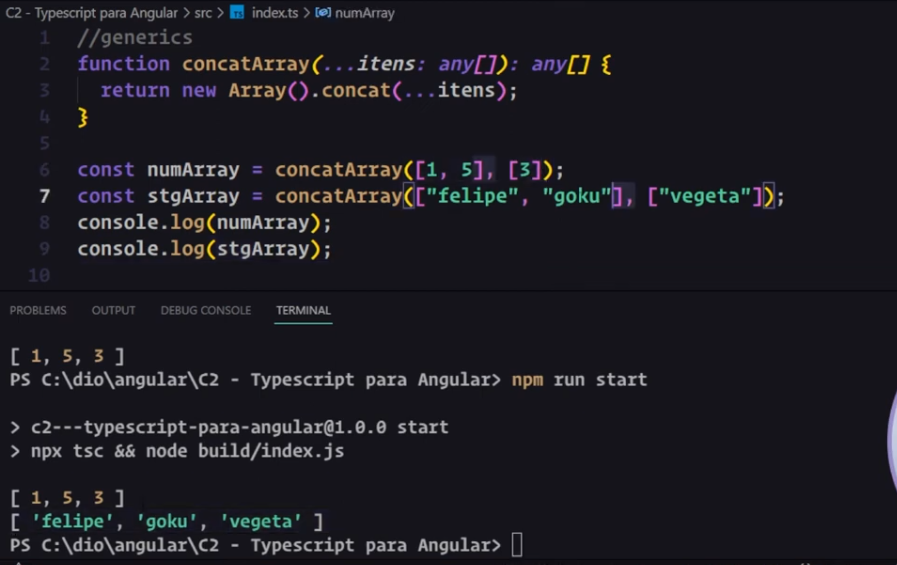 C2 - Typescript para Angular > src > TS index.ts > numArray
1 //generics
2 function concatArray(...itens: any[]): any[] {
3 return new Array().concat(...itens);
4 }
5
6 const numArray = concatArray([1, 5], [3]);
7 const stgArray = concatArray(["felipe", "goku"], ["vegeta"]);
8 console.log(numArray);
9 console.log(stgArray);
10
PROBLEMS OUTPUT DEBUG CONSOLE TERMINAL
[ 1, 5, 3 ]
PS C:\dio\angular\C2 - Typescript para Angular> npm run start
> c2---typescript-para-angular@1.0.0 start
> npx tsc && node build/index.js
[ 1, 5, 3 ]
[ 'felipe', 'goku', 'vegeta' ]
PS C:\dio\angular\C2 - Typescript para Angular>